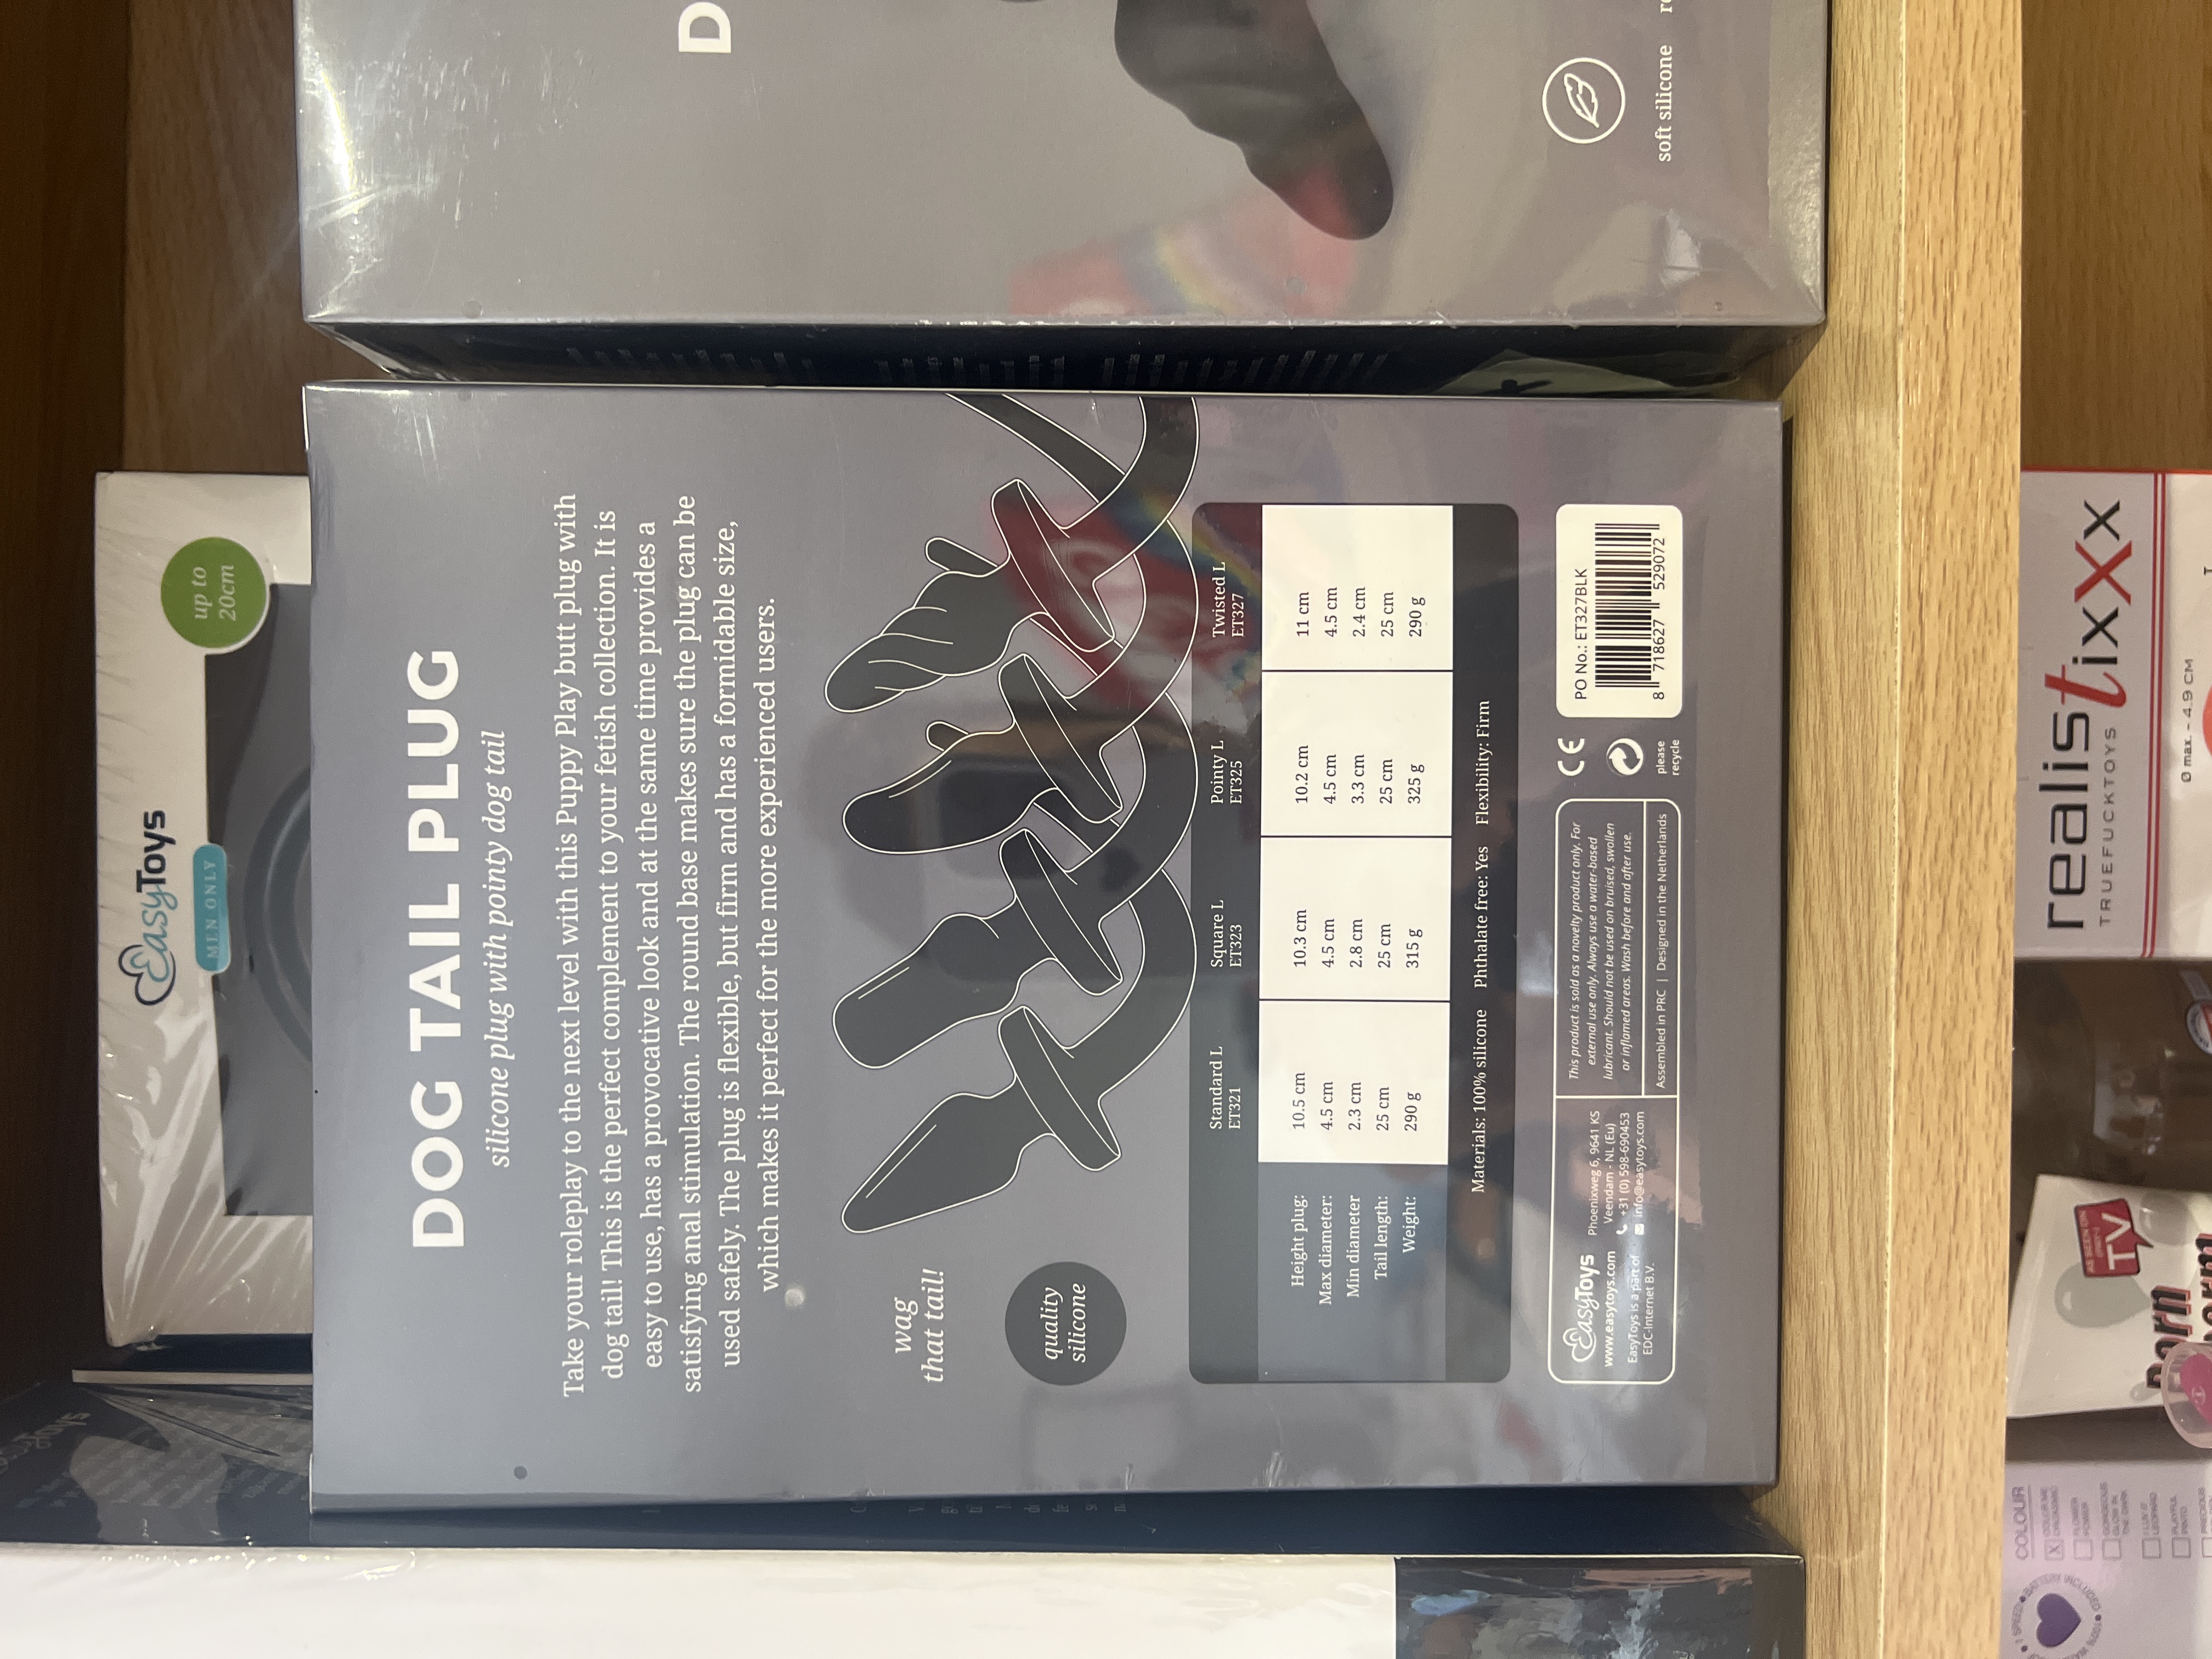 DOG TAIL PLUG
silicone plug with pointy dog tail
Take your roleplay to the next level with this Puppy Play butt plug with
dog tail! This is the perfect complement to your fetish collection. It is
easy to use, has a provocative look and at the same time provides a
satisfying anal stimulation. The round base makes sure the plug can be
used safely. The plug is flexible, but firm and has a formidable size,
which makes it perfect for the more experienced users.
wag
that tail!
quality
silicone
Standard L Square L Pointy L Twisted L
ET321 ET323 ET325 ET327
Height plug: 10.5 cm 10.3 cm 10.2 cm 11 cm
Max diameter: 4.5 cm 4.5 cm 4.5 cm 4.5 cm
Min diameter 2.3 cm 2.8 cm 3.3 cm 2.4 cm
Tail length: 25 cm 25 cm 25 cm 25 cm
Weight: 290 g 315 g 325 g 290 g
Materials: 100% silicone Phthalate free: Yes Flexibility: Firm
EasyToys
www.easytoys.com
EasyToys is a part of
EDC-Internet B.V.
Phoenixweg 6, 9641 KS
Veendam - NL (Eu)
+31 (0) 598-690453
info@easytoys.com
This product is sold as a novelty product only. For
external use only. Always use a water-based
lubricant. Should not be used on bruised, swollen
or inflamed areas. Wash before and after use.
Assembled in PRC | Designed in the Netherlands
CE
please
recycle
PO No.: ET327BLK
8 718627 529072
EasyToys
MEN ONLY
up to
20cm
D
soft silicone
realistixxx
TRUEFUCKTOYS
Ø max. - 4.9 CM
AS SEEN ON
TV
porn
COLOUR